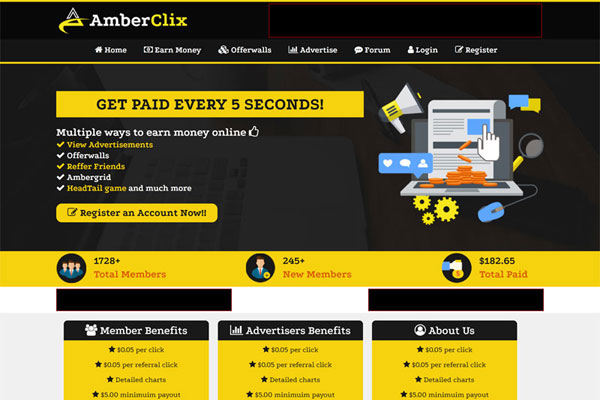 AmberClix
Home Earn Money Offerwalls Advertise Forum Login Register
GET PAID EVERY 5 SECONDS!
Multiple ways to earn money online
View Advertisements
Offerwalls
Reffer Friends
Ambergrid
HeadTail game and much more
Register an Account Now!!
1728+ 245+ $182.65
Total Members New Members Total Paid
Member Benefits Advertisers Benefits About Us
$0.05 per click $0.05 per click $0.05 per click
$0.05 per referral click $0.05 per referral click $0.05 per referral click
Detailed charts Detailed charts Detailed charts
$5.00 minimuim payout $5.00 minimuim payout $5.00 minimuim payout